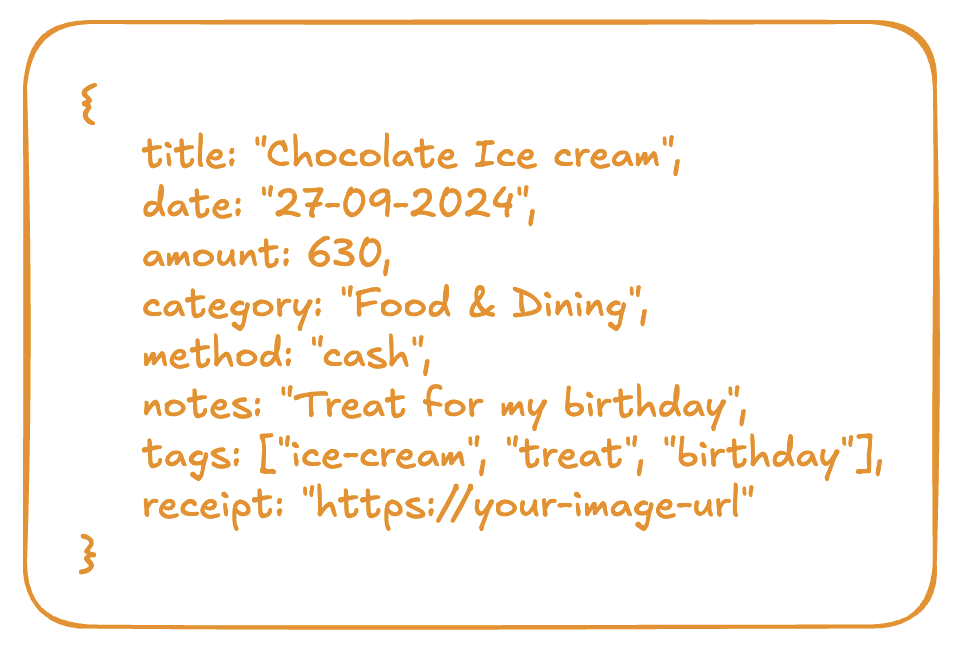 {
title: "Chocolate Ice cream",
date: "27-09-2024",
amount: 630,
category: "Food & Dining",
method: "cash",
notes: "Treat for my birthday",
tags: ["ice-cream", "treat", "birthday"],
receipt: "https://your-image-url"
}